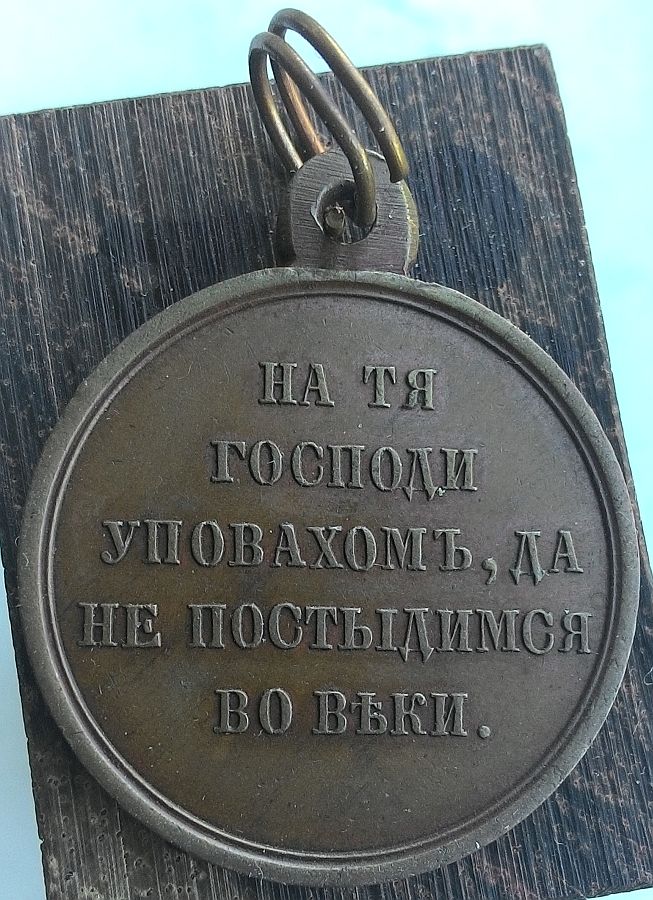 НА ТЯ
ГОСПОДИ
УПОВАХОМЪ, ДА
НЕ ПОСТЫДИМСЯ
ВО ВѢКИ.